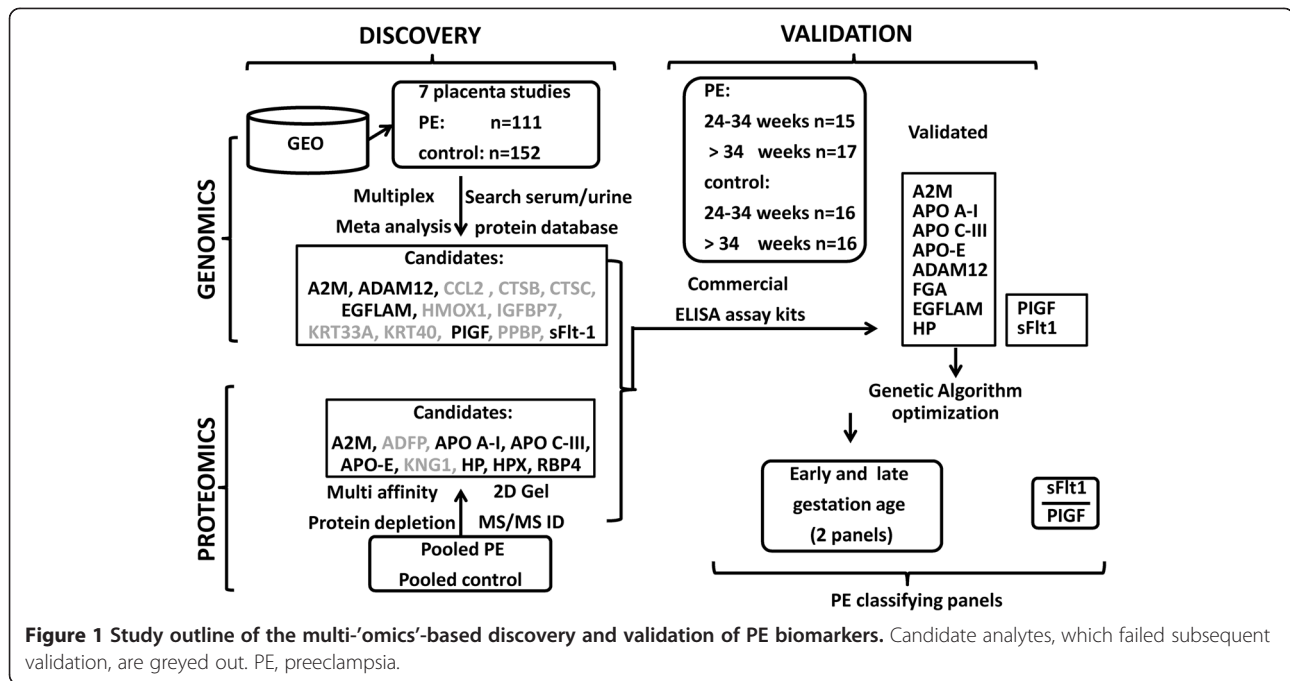 DISCOVERY
VALIDATION
GENOMICS
GEO
7 placenta studies
PE: n=111
control: n=152
Multiplex Search serum/urine
Meta analysis protein database
Candidates:
A2M, ADAM12, CCL2 , CTSB, CTSC,
EGFLAM, HMOX1, IGFBP7,
KRT33A, KRT40, PIGF, PPBP, sFlt-1
PROTEOMICS
Candidates:
A2M, ADFP, APO A-I, APO C-III,
APO-E, KNG1, HP, HPX, RBP4
Multi affinity 2D Gel
Protein depletion MS/MS ID
Pooled PE
Pooled control
PE:
24-34 weeks n=15
> 34 weeks n=17
control:
24-34 weeks n=16
> 34 weeks n=16
Commercial
ELISA assay kits
Validated
A2M
APO A-I
APO C-III
APO-E
ADAM12
FGA
EGFLAM
HP
PIGF
sFlt1
Genetic Algorithm
optimization
Early and late
gestation age
(2 panels)
sFlt1
PIGF
PE classifying panels
Figure 1 Study outline of the multi-'omics'-based discovery and validation of PE biomarkers. Candidate analytes, which failed subsequent
validation, are greyed out. PE, preeclampsia.